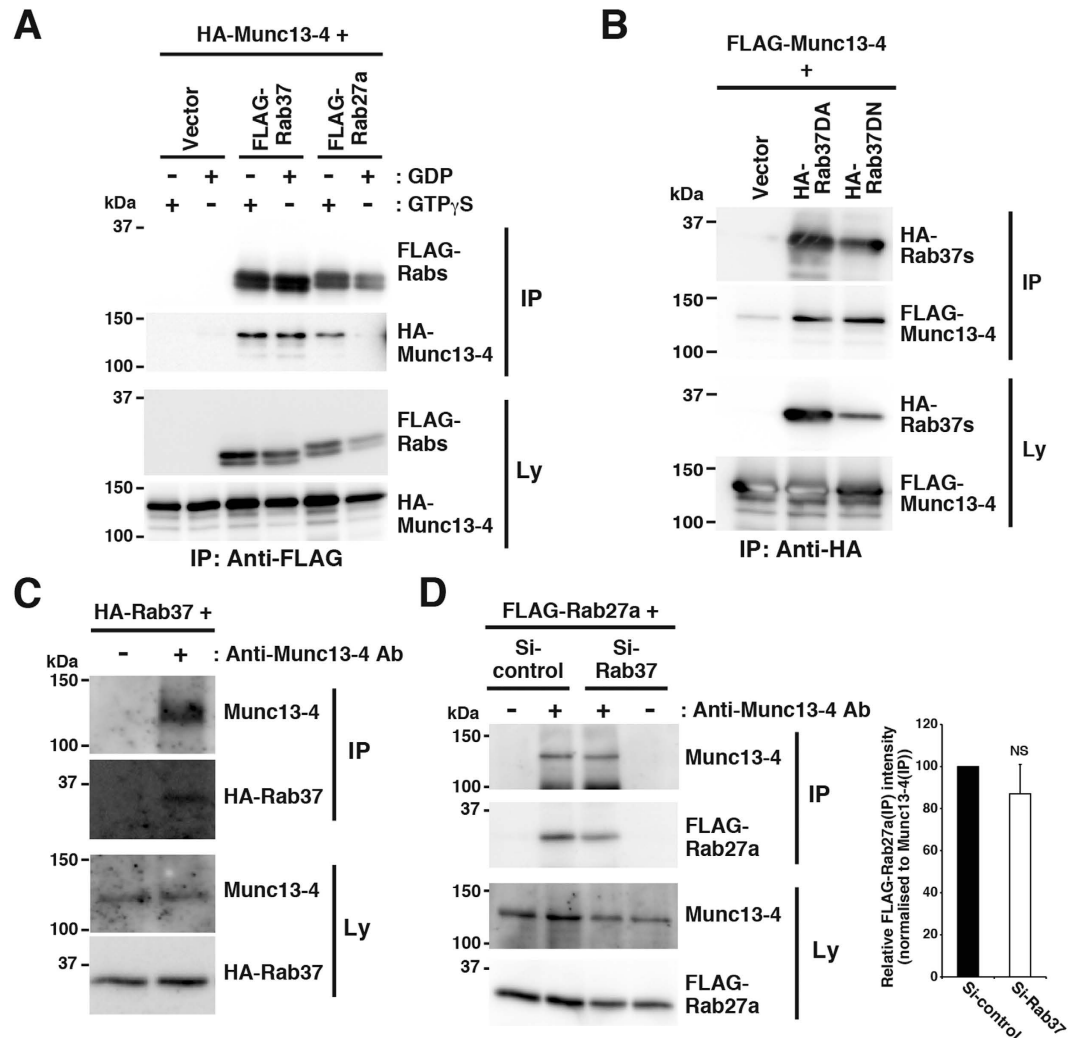 A
HA-Munc13-4 +
Vector
FLAG-
Rab37
FLAG-
Rab27a
- + - + - + : GDP
+ - + - + - : GTPγS
kDa
37
FLAG-
Rabs
150
HA-
Munc13-4
100
IP
37
FLAG-
Rabs
150
HA-
Munc13-4
100
Ly
IP: Anti-FLAG
B
FLAG-Munc13-4
+
Vector
HA-
Rab37DA
HA-
Rab37DN
kDa
37
HA-
Rab37s
150
FLAG-
Munc13-4
100
IP
37
HA-
Rab37s
150
FLAG-
Munc13-4
100
Ly
IP: Anti-HA
C
HA-Rab37 +
- + : Anti-Munc13-4 Ab
kDa
150
Munc13-4
100
37
HA-Rab37
IP
150
Munc13-4
100
37
HA-Rab37
Ly
D
FLAG-Rab27a +
Si-
control
Si-
Rab37
- + + - : Anti-Munc13-4 Ab
kDa
150
Munc13-4
100
37
FLAG-
Rab27a
IP
150
Munc13-4
100
37
FLAG-
Rab27a
Ly
Relative FLAG-Rab27a(IP) intensity
(normalised to Munc13-4(IP))
120
100
80
60
40
20
0
NS
Si-control
Si-Rab37